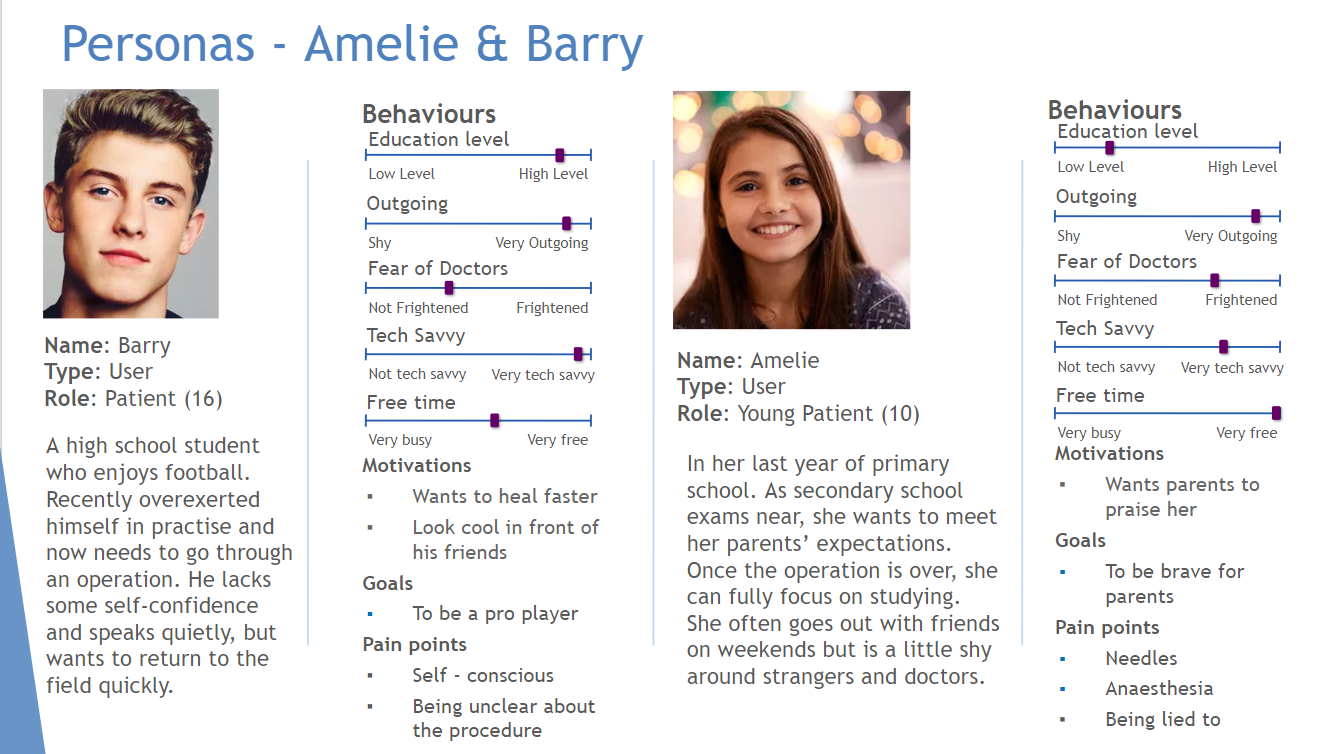 Personas - Amelie & Barry
Name: Barry
Type: User
Role: Patient (16)
A high school student
who enjoys football.
Recently overexerted
himself in practise and
now needs to go through
an operation. He lacks
some self-confidence
and speaks quietly, but
wants to return to the
field quickly.
Behaviours
Education level
Low Level High Level
Outgoing
Shy Very Outgoing
Fear of Doctors
Not Frightened Frightened
Tech Savvy
Not tech savvy Very tech savvy
Free time
Very busy Very free
Motivations
▪ Wants to heal faster
▪ Look cool in front of
his friends
Goals
▪ To be a pro player
Pain points
▪ Self - conscious
▪ Being unclear about
the procedure
Name: Amelie
Type: User
Role: Young Patient (10)
In her last year of primary
school. As secondary school
exams near, she wants to meet
her parents’ expectations.
Once the operation is over, she
can fully focus on studying.
She often goes out with friends
on weekends but is a little shy
around strangers and doctors.
Behaviours
Education level
Low Level High Level
Outgoing
Shy Very Outgoing
Fear of Doctors
Not Frightened Frightened
Tech Savvy
Not tech savvy Very tech savvy
Free time
Very busy Very free
Motivations
▪ Wants parents to
praise her
Goals
▪ To be brave for
parents
Pain points
▪ Needles
▪ Anaesthesia
▪ Being lied to